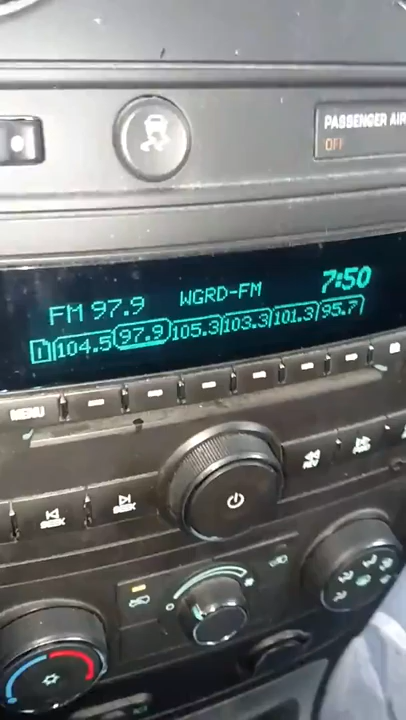 PASSENGER AIR
OFF
7:50
FM 97.9 WGRD-FM
1 104.5 97.9 105.3 103.3 101.3 95.7
MENU
SEEK SEEK
REV